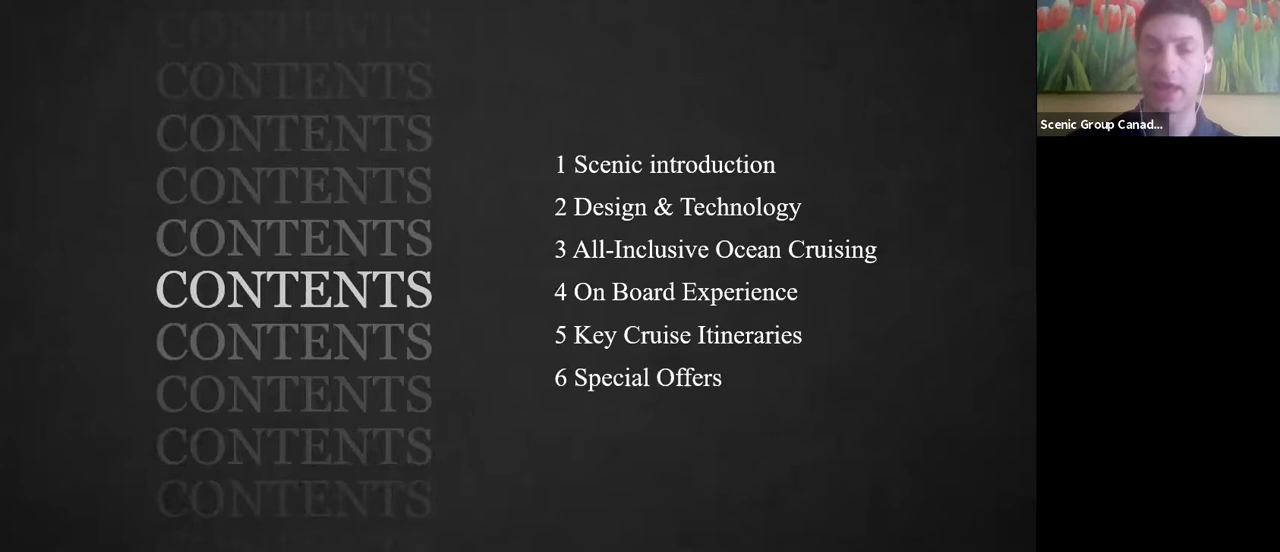 CONTENTS
CONTENTS
CONTENTS
CONTENTS
CONTENTS
CONTENTS
CONTENTS
CONTENTS
CONTENTS
CONTENTS
1 Scenic introduction
2 Design & Technology
3 All-Inclusive Ocean Cruising
4 On Board Experience
5 Key Cruise Itineraries
6 Special Offers
Scenic Group Canad...